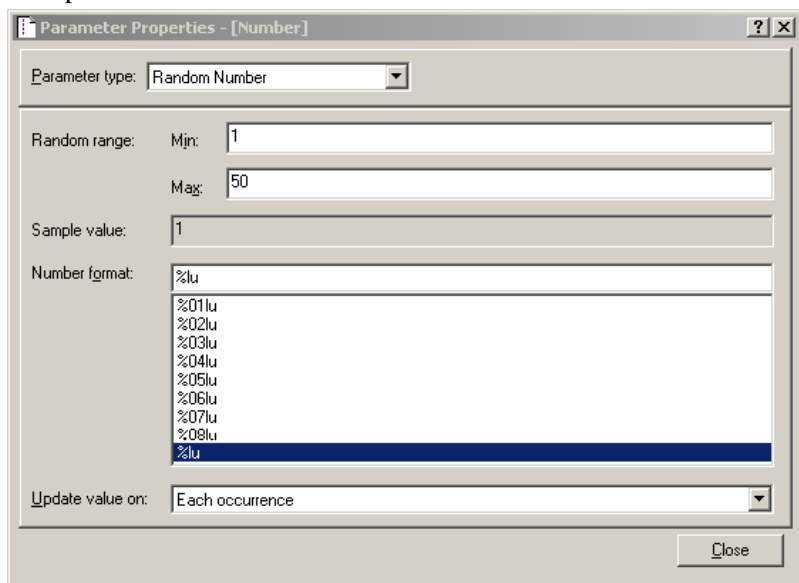 Parameter Properties - [Number]
? X
Parameter type: Random Number
Random range: Min: 1
Max: 50
Sample value: 1
Number format: %lu
%01lu
%02lu
%03lu
%04lu
%05lu
%06lu
%07lu
%08lu
%lu
Update value on: Each occurrence
Close